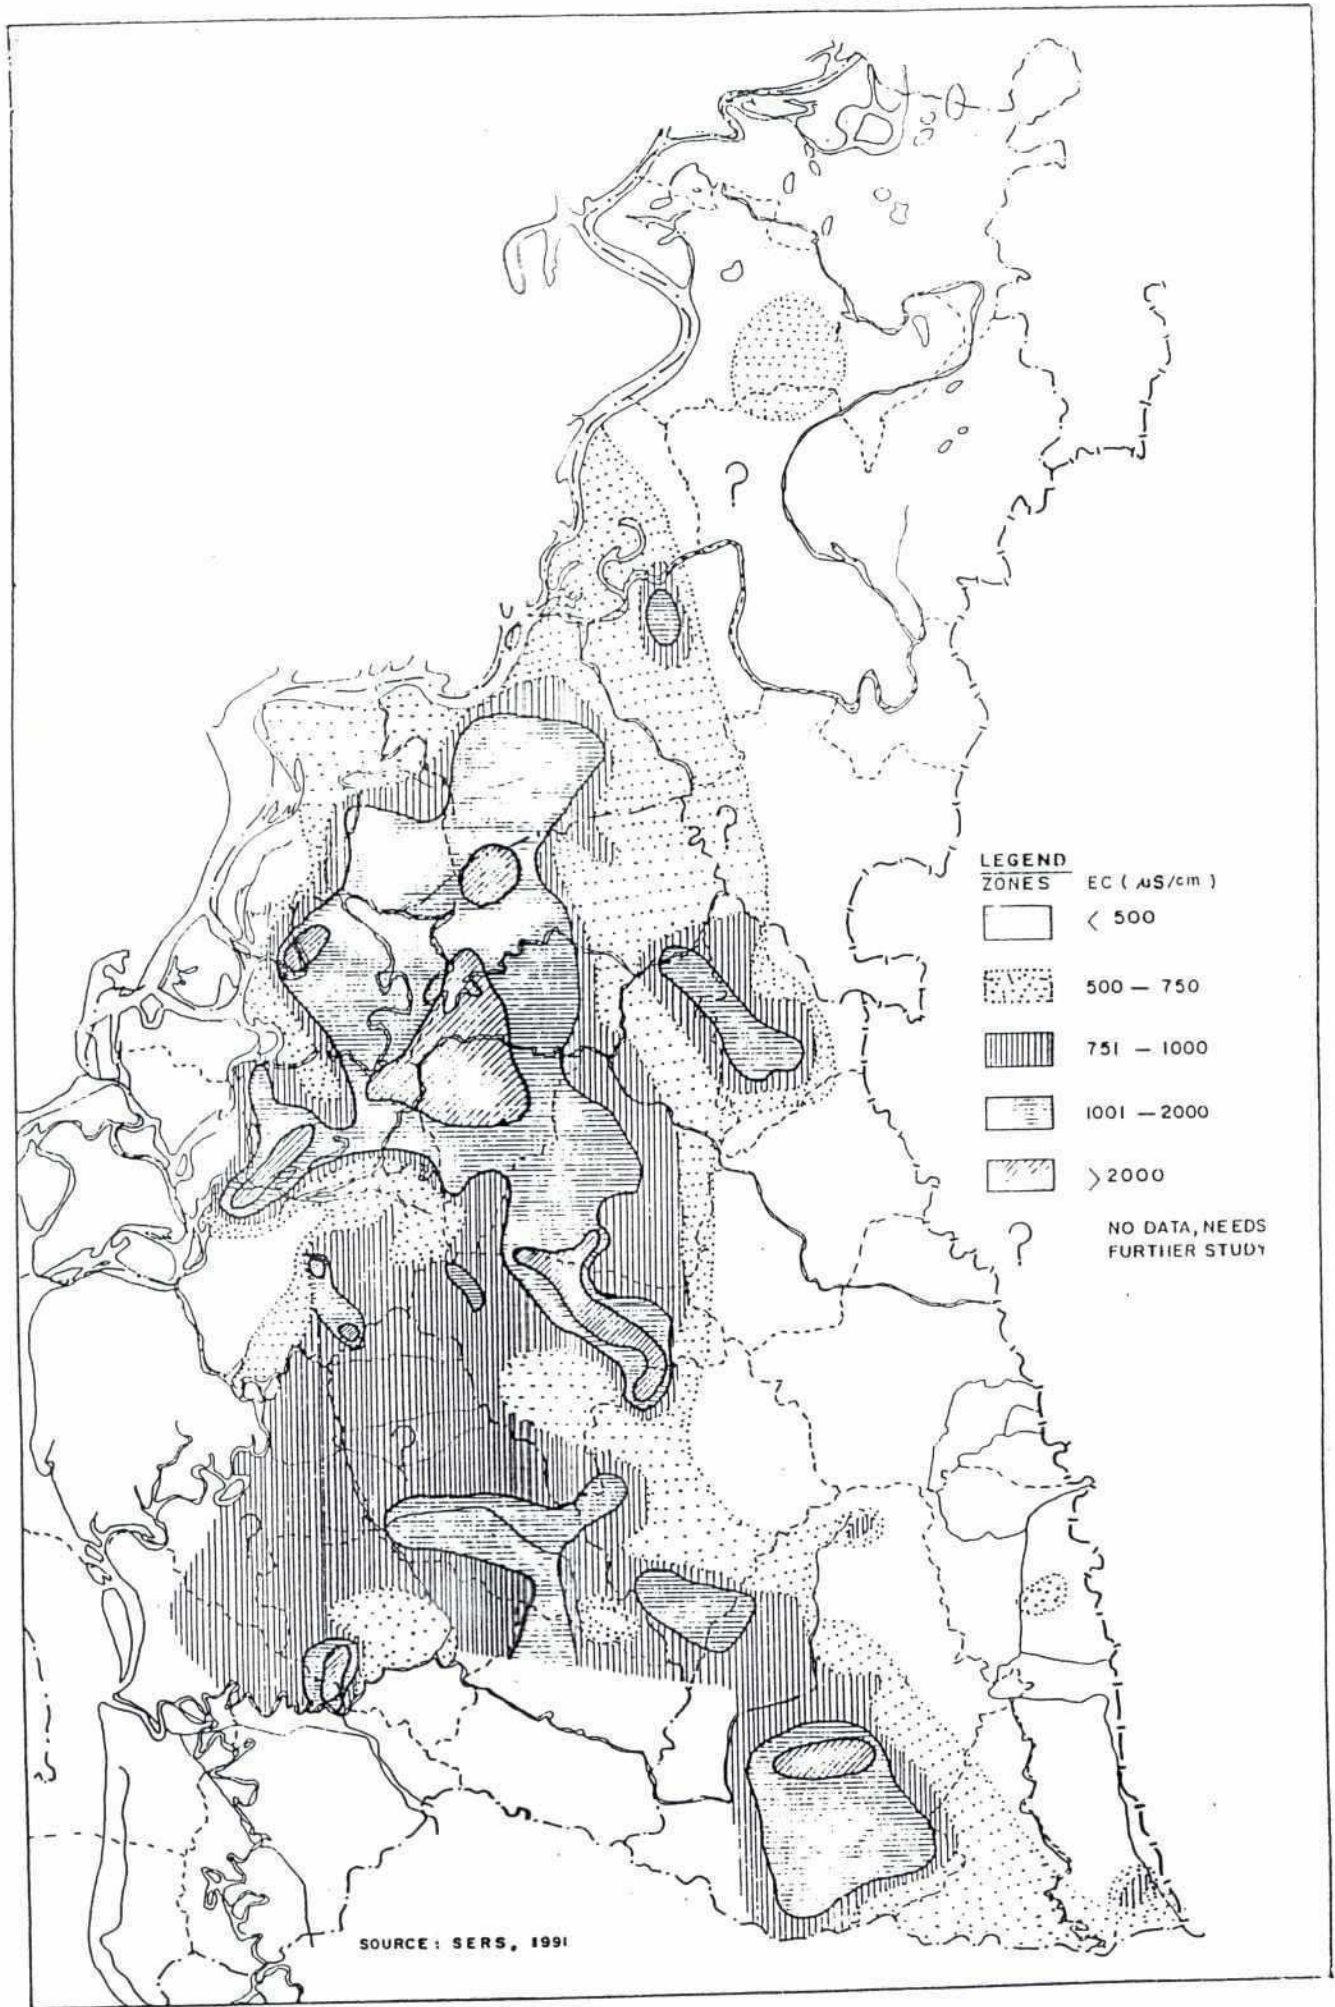 ?
?
LEGEND
ZONES EC ( µS/cm )
< 500
500 — 750
751 — 1000
1001 — 2000
>2000
? NO DATA, NEEDS
FURTHER STUDY
?
?
SOURCE: SERS, 1991